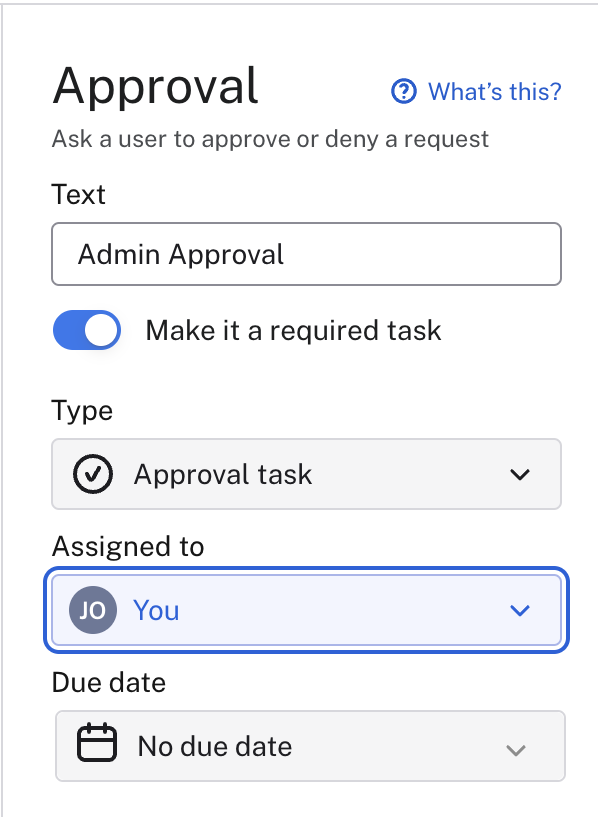 Approval
What's this?
Ask a user to approve or deny a request
Text
Admin Approval
Make it a required task
Type
Approval task
Assigned to
JO You
Due date
No due date